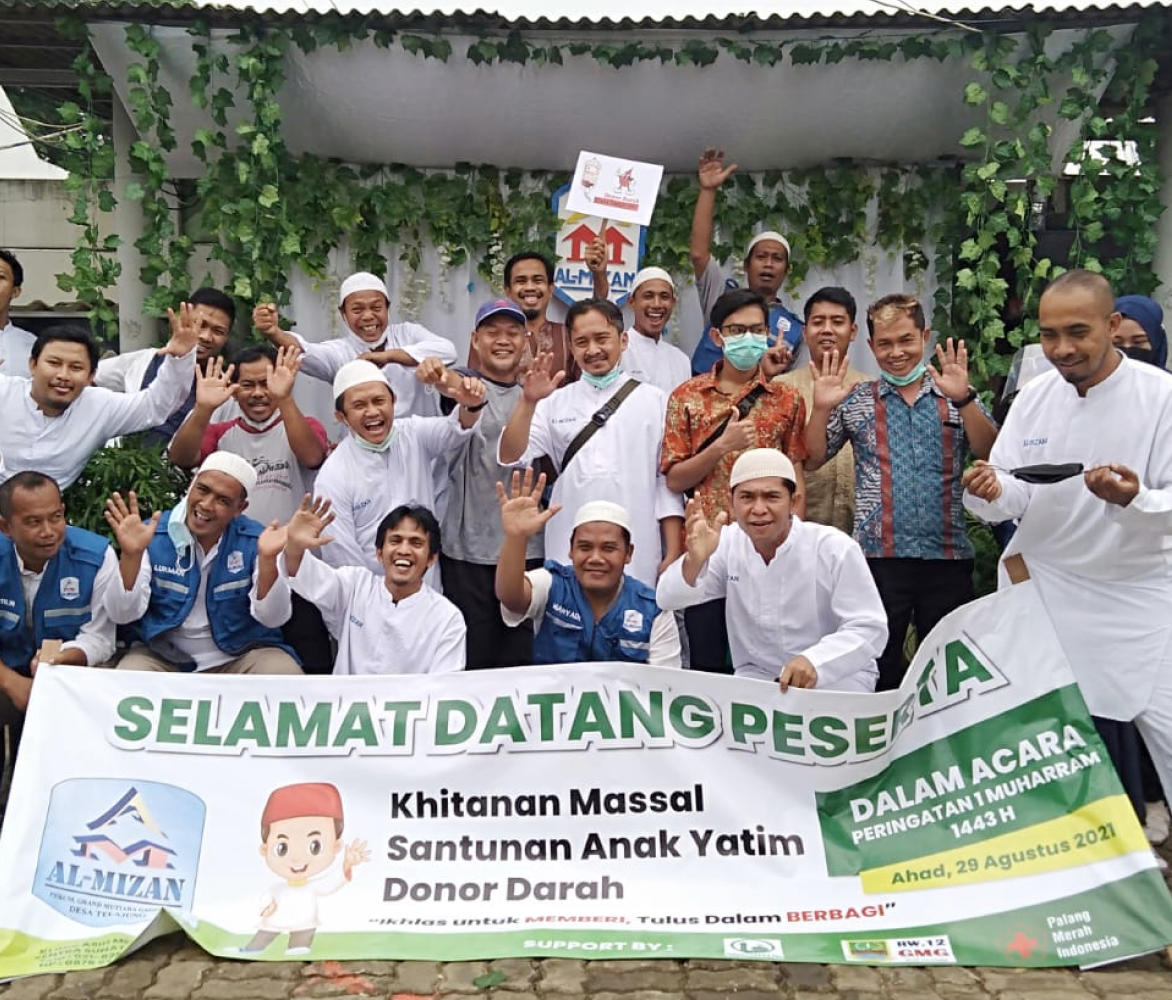 AL-MIZAN
SELAMAT DATANG PESERTA
AL-MIZAN
Khitanan Massal
Santunan Anak Yatim
Donor Darah
"Ikhlas untuk MEMBERI, Tulus Dalam BERBAGI"
DALAM ACARA
PERINGATAN 1 MUHARRAM
1443 H
Ahad, 29 Agustus 2021
SUPPORT BY :
RW.12
GMG
Palang
Merah
Indonesia